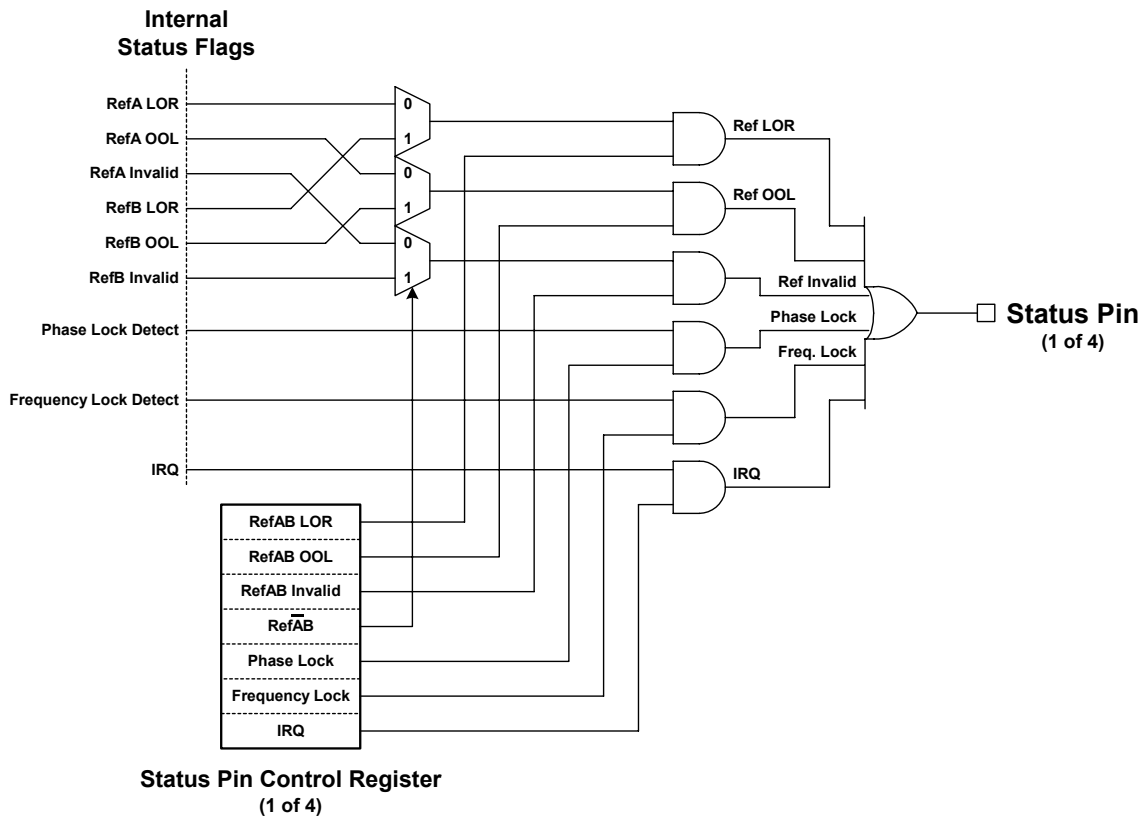 Internal
Status Flags
RefA LOR
RefA OOL
RefA Invalid
RefB LOR
RefB OOL
RefB Invalid
Phase Lock Detect
Frequency Lock Detect
IRQ
0
1
0
1
0
1
Ref LOR
Ref OOL
Ref Invalid
Phase Lock
Freq. Lock
IRQ
Status Pin
(1 of 4)
RefAB LOR
RefAB OOL
RefAB Invalid
RefA̅B
Phase Lock
Frequency Lock
IRQ
Status Pin Control Register
(1 of 4)